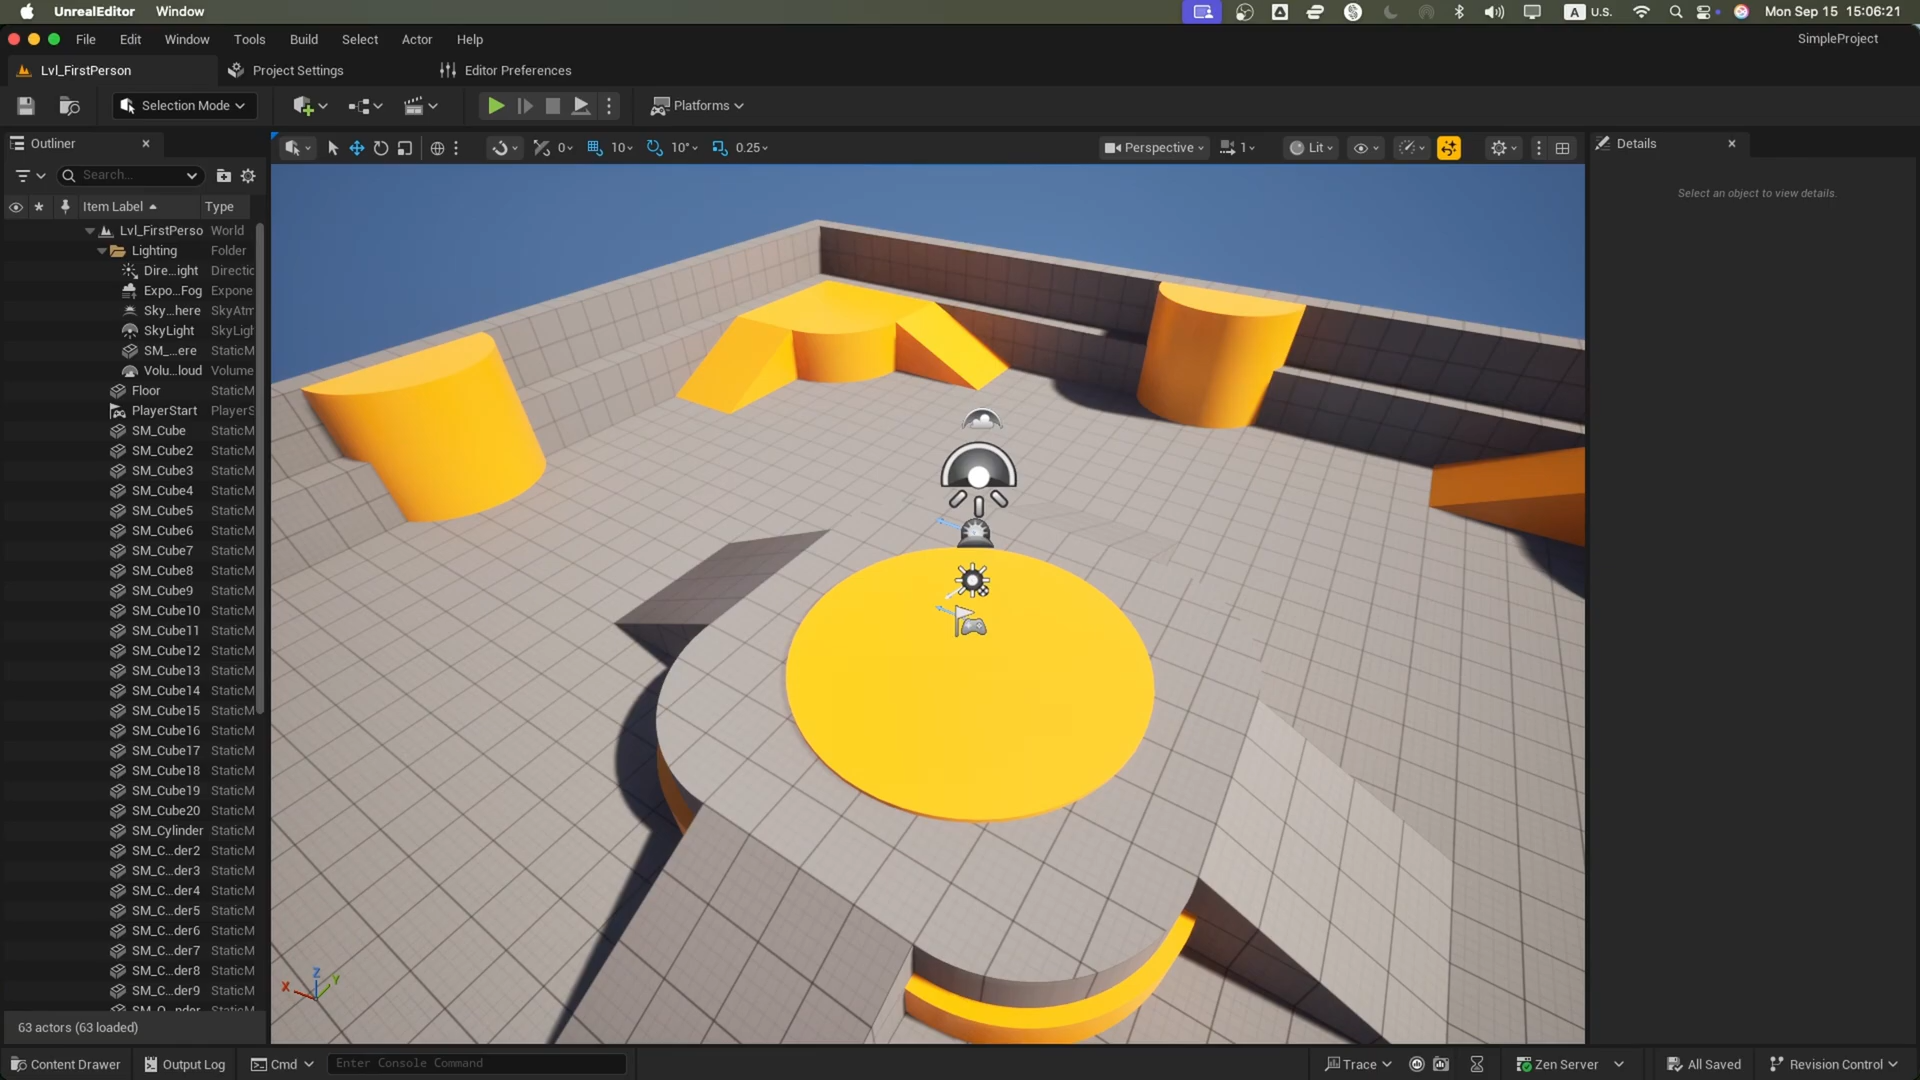 UnrealEditor Window
A U.S. Mon Sep 15 15:06:21
File Edit Window Tools Build Select Actor Help
SimpleProject
Lvl_FirstPerson Project Settings Editor Preferences
Selection Mode
Platforms
Outliner
Search...
Item Label Type
Lvl_FirstPerso World
Lighting Folder
Dire...ight Directic
Expo...Fog Expone
Sky...here SkyAtm
SkyLight SkyLigh
SM_...ere StaticM
Volu...loud Volume
Floor StaticM
PlayerStart PlayerS
SM_Cube StaticM
SM_Cube2 StaticM
SM_Cube3 StaticM
SM_Cube4 StaticM
SM_Cube5 StaticM
SM_Cube6 StaticM
SM_Cube7 StaticM
SM_Cube8 StaticM
SM_Cube9 StaticM
SM_Cube10 StaticM
SM_Cube11 StaticM
SM_Cube12 StaticM
SM_Cube13 StaticM
SM_Cube14 StaticM
SM_Cube15 StaticM
SM_Cube16 StaticM
SM_Cube17 StaticM
SM_Cube18 StaticM
SM_Cube19 StaticM
SM_Cube20 StaticM
SM_Cylinder StaticM
SM_C...der2 StaticM
SM_C...der3 StaticM
SM_C...der4 StaticM
SM_C...der5 StaticM
SM_C...der6 StaticM
SM_C...der7 StaticM
SM_C...der8 StaticM
SM_C...der9 StaticM
63 actors (63 loaded)
0 10 10° 0.25
Perspective 1 Lit
X Z Y
Details
Select an object to view details.
Content Drawer Output Log Cmd Enter Console Command
Trace Zen Server All Saved Revision Control